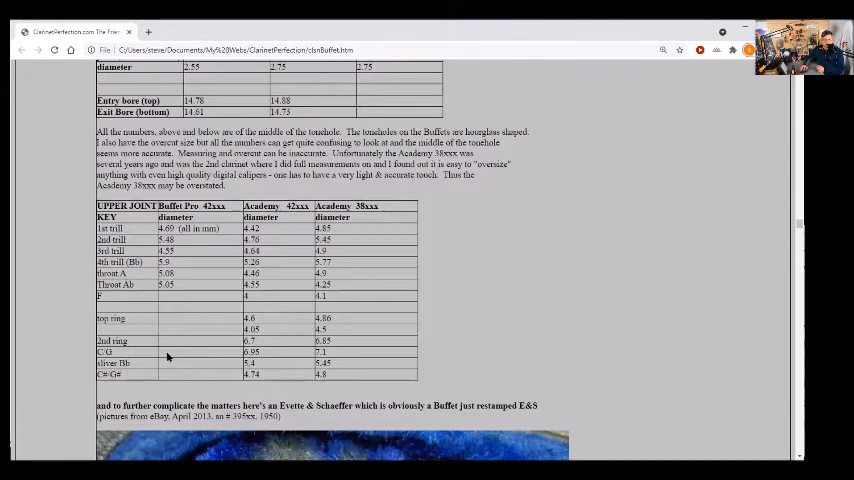 ClarinetPerfection.com The Frien
File C:/Users/steve/Documents/My%20Webs/ClarinetPerfection/clsnBuffet.htm
diameter 2.55 2.75 2.75
Entry bore (top) 14.78 14.88
Exit Bore (bottom) 14.61 14.73
All the numbers, above and below are of the middle of the tonehole. The toneholes on the Buffets are hourglass shaped.
I also have the overcut size but all the numbers can get quite confusing to look at and the middle of the tonehole
seems more accurate. Measuring and overcut can be inaccurate. Unfortunately the Academy 38xxx was
several years ago and was the 2nd clarinet where I did full measurements on and I found out it is easy to "oversize"
anything with even high quality digital calipers - one has to have a very light & accurate touch. Thus the
Academy 38xxx may be overstated.
UPPER JOINT Buffet Pro 42xxx Academy 42xxx Academy 38xxx
KEY diameter diameter diameter
1st trill 4.69 (all in mm) 4.42 4.85
2nd trill 5.48 4.76 5.45
3rd trill 4.55 4.64 4.9
4th trill (Bb) 5.9 5.26 5.77
throat A 5.08 4.46 4.9
Throat Ab 5.05 4.55 4.25
F 4 4.1
top ring 4.6 4.86
4.05 4.5
2nd ring 6.7 6.85
C/G 6.95 7.1
sliver Bb 5.4 5.45
C#/G# 4.74 4.8
and to further complicate the matters here's an Evette & Schaeffer which is obviously a Buffet just restamped E&S
(pictures from eBay, April 2013. sn # 395xx, 1950)